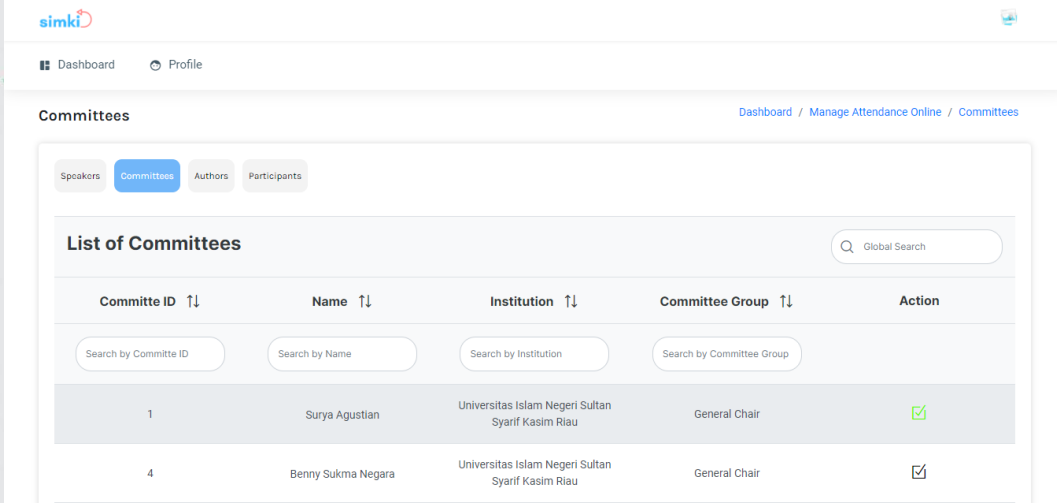 simki
Dashboard Profile
Committees
Dashboard / Manage Attendance Online / Committees
Speakers Committees Authors Participants
List of Committees
Global Search
Committe ID Name Institution Committee Group Action
Search by Committe ID Search by Name Search by Institution Search by Committee Group
1 Surya Agustian Universitas Islam Negeri Sultan Syarif Kasim Riau General Chair
4 Benny Sukma Negara Universitas Islam Negeri Sultan Syarif Kasim Riau General Chair